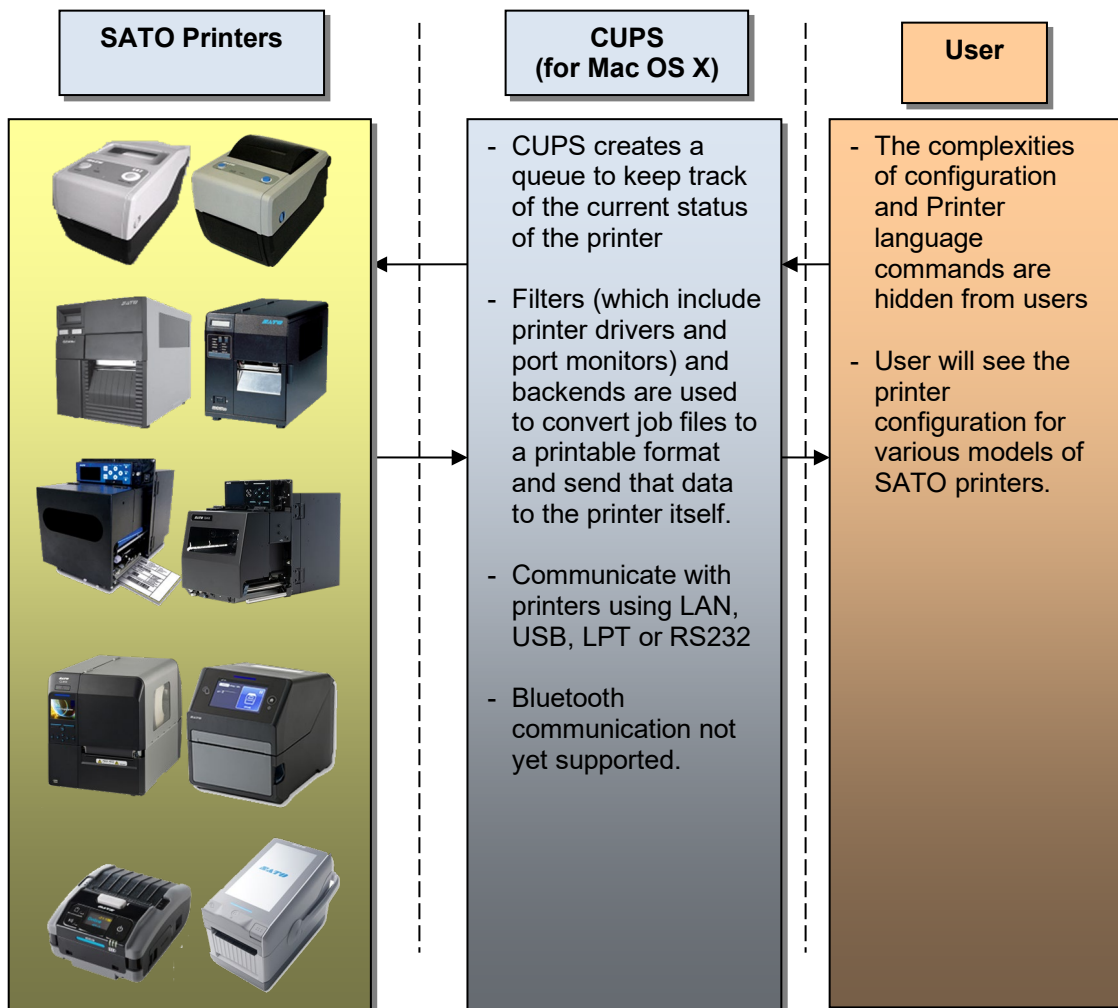 SATO Printers
CUPS
(for Mac OS X)
User
- CUPS creates a
queue to keep track
of the current status
of the printer
- Filters (which include
printer drivers and
port monitors) and
backends are used
to convert job files to
a printable format
and send that data
to the printer itself.
- Communicate with
printers using LAN,
USB, LPT or RS232
- Bluetooth
communication not
yet supported.
- The complexities
of configuration
and Printer
language
commands are
hidden from users
- User will see the
printer
configuration for
various models of
SATO printers.
SATO
SATO
SATO